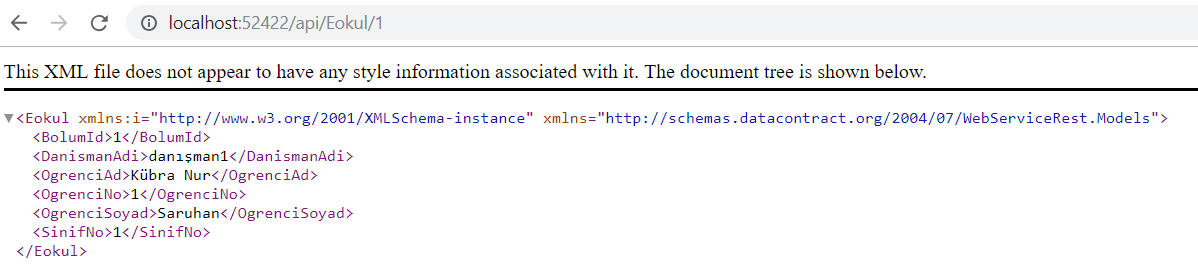 localhost:52422/api/Eokul/1
This XML file does not appear to have any style information associated with it. The document tree is shown below.
▼<Eokul xmlns:i="http://www.w3.org/2001/XMLSchema-instance" xmlns="http://schemas.datacontract.org/2004/07/WebServiceRest.Models">
<BolumId>1</BolumId>
<DanismanAdi>danışman1</DanismanAdi>
<OgrenciAd>Kübra Nur</OgrenciAd>
<OgrenciNo>1</OgrenciNo>
<OgrenciSoyad>Saruhan</OgrenciSoyad>
<SinifNo>1</SinifNo>
</Eokul>